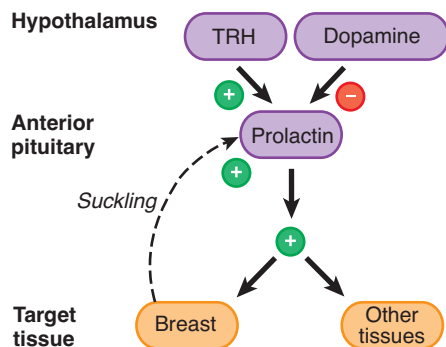 Hypothalamus
TRH
Dopamine
+
−
Anterior
pituitary
Prolactin
+
Suckling
+
Target
tissue
Breast
Other
tissues